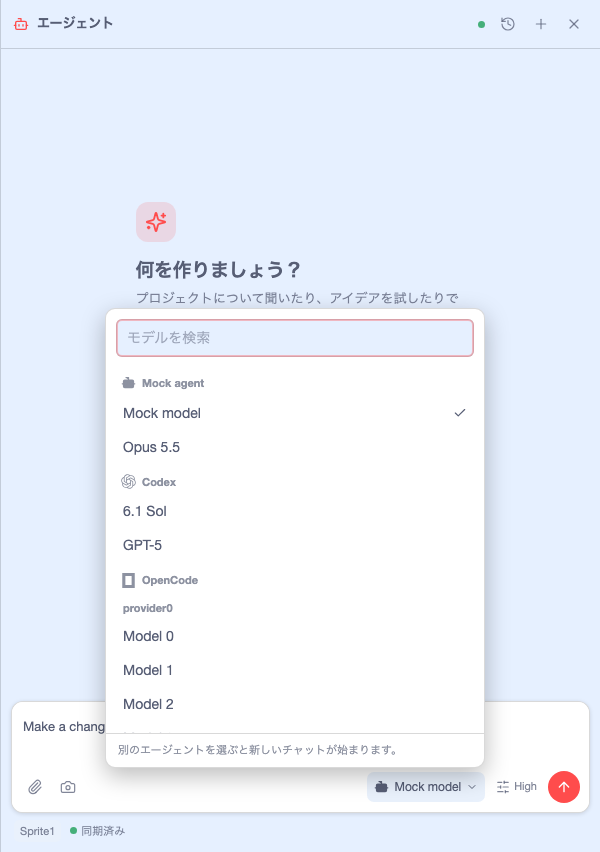 エージェント
何を作りましょう？
プロジェクトについて聞いたり、アイデアを試したりで
モデルを検索
Mock agent
Mock model
Opus 5.5
Codex
6.1 Sol
GPT-5
OpenCode
provider0
Model 0
Model 1
Model 2
別のエージェントを選ぶと新しいチャットが始まります。
Make a chang
Mock model
High
Sprite1
同期済み